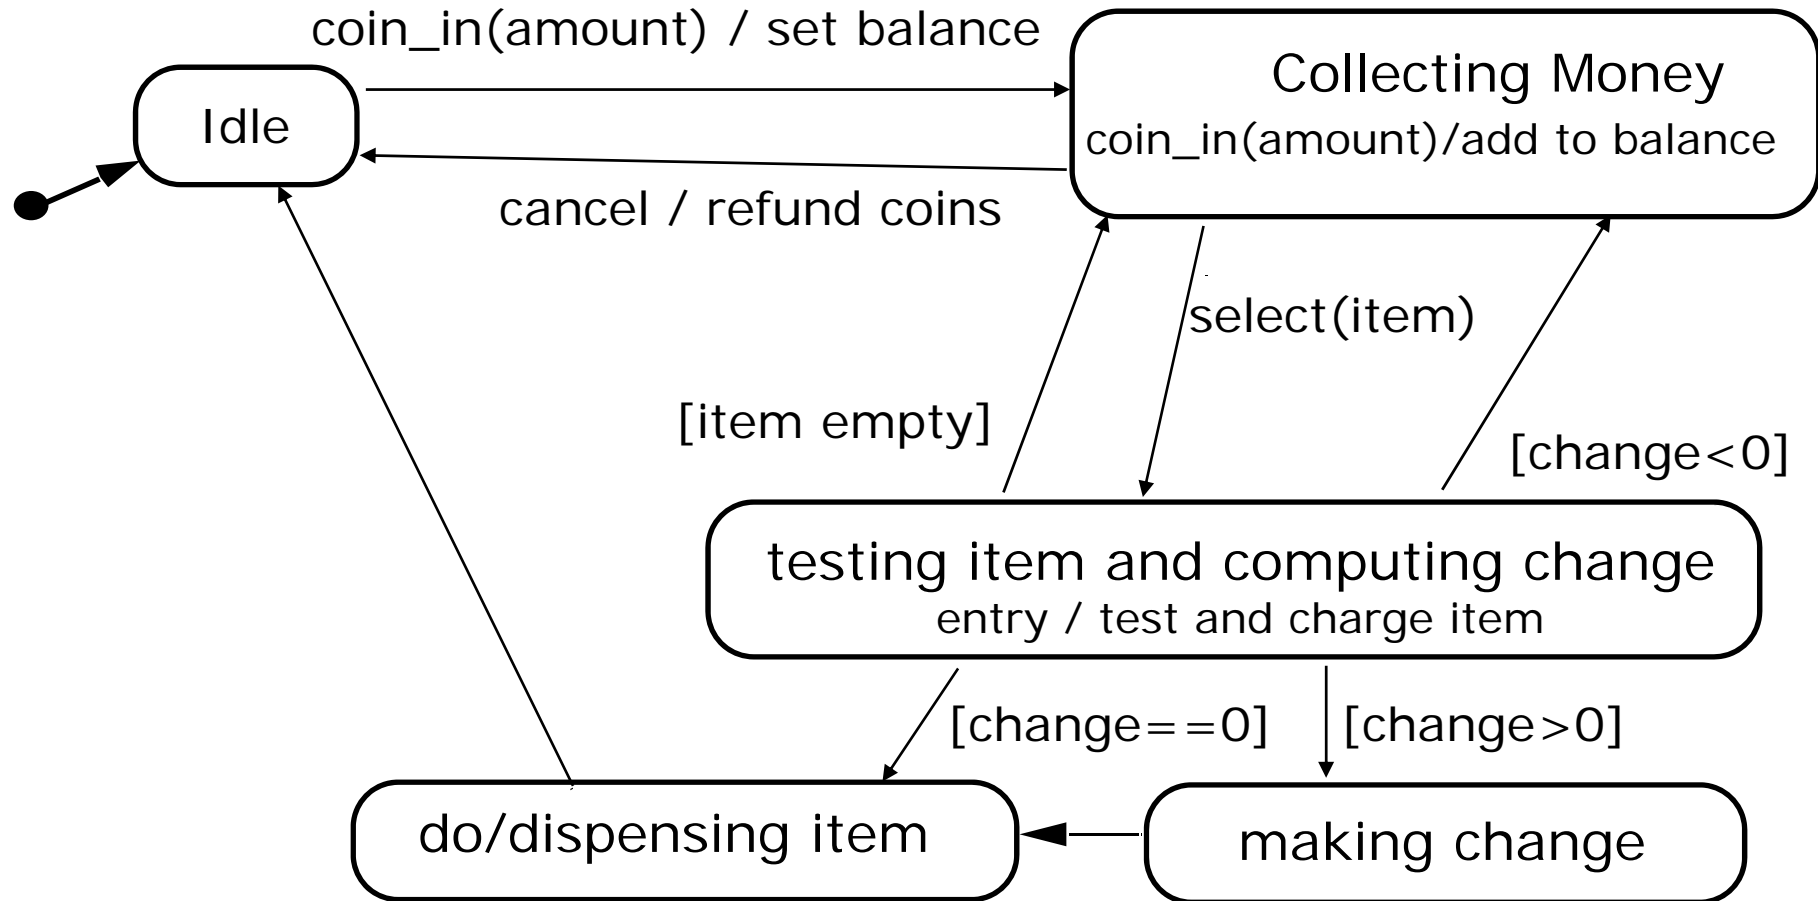 coin_in(amount) / set balance
Idle
Collecting Money
coin_in(amount)/add to balance
cancel / refund coins
select(item)
[item empty]
[change<0]
testing item and computing change
entry / test and charge item
[change==0]
[change>0]
do/dispensing item
making change